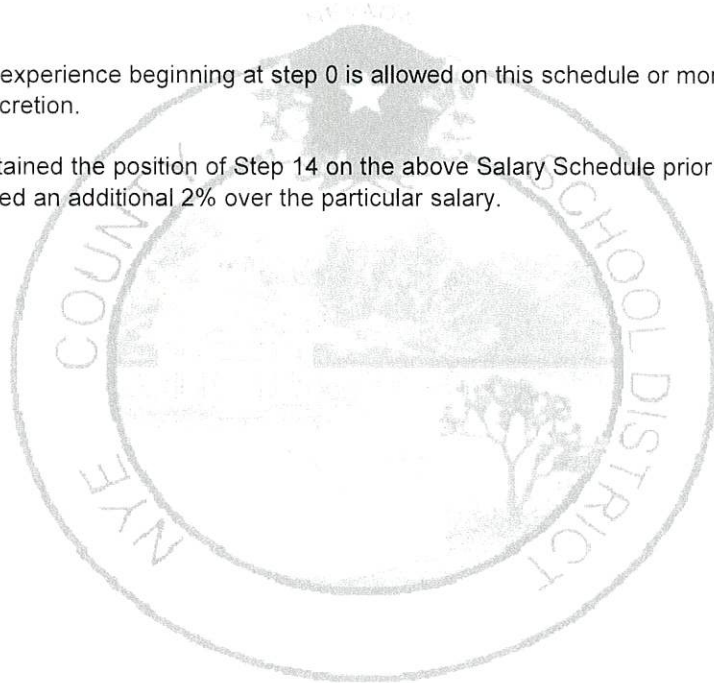 NEVADA
experience beginning at step 0 is allowed on this schedule or mor
cretion.
tained the position of Step 14 on the above Salary Schedule prior
ed an additional 2% over the particular salary.
NYE COUNTY SCHOOL DISTRICT